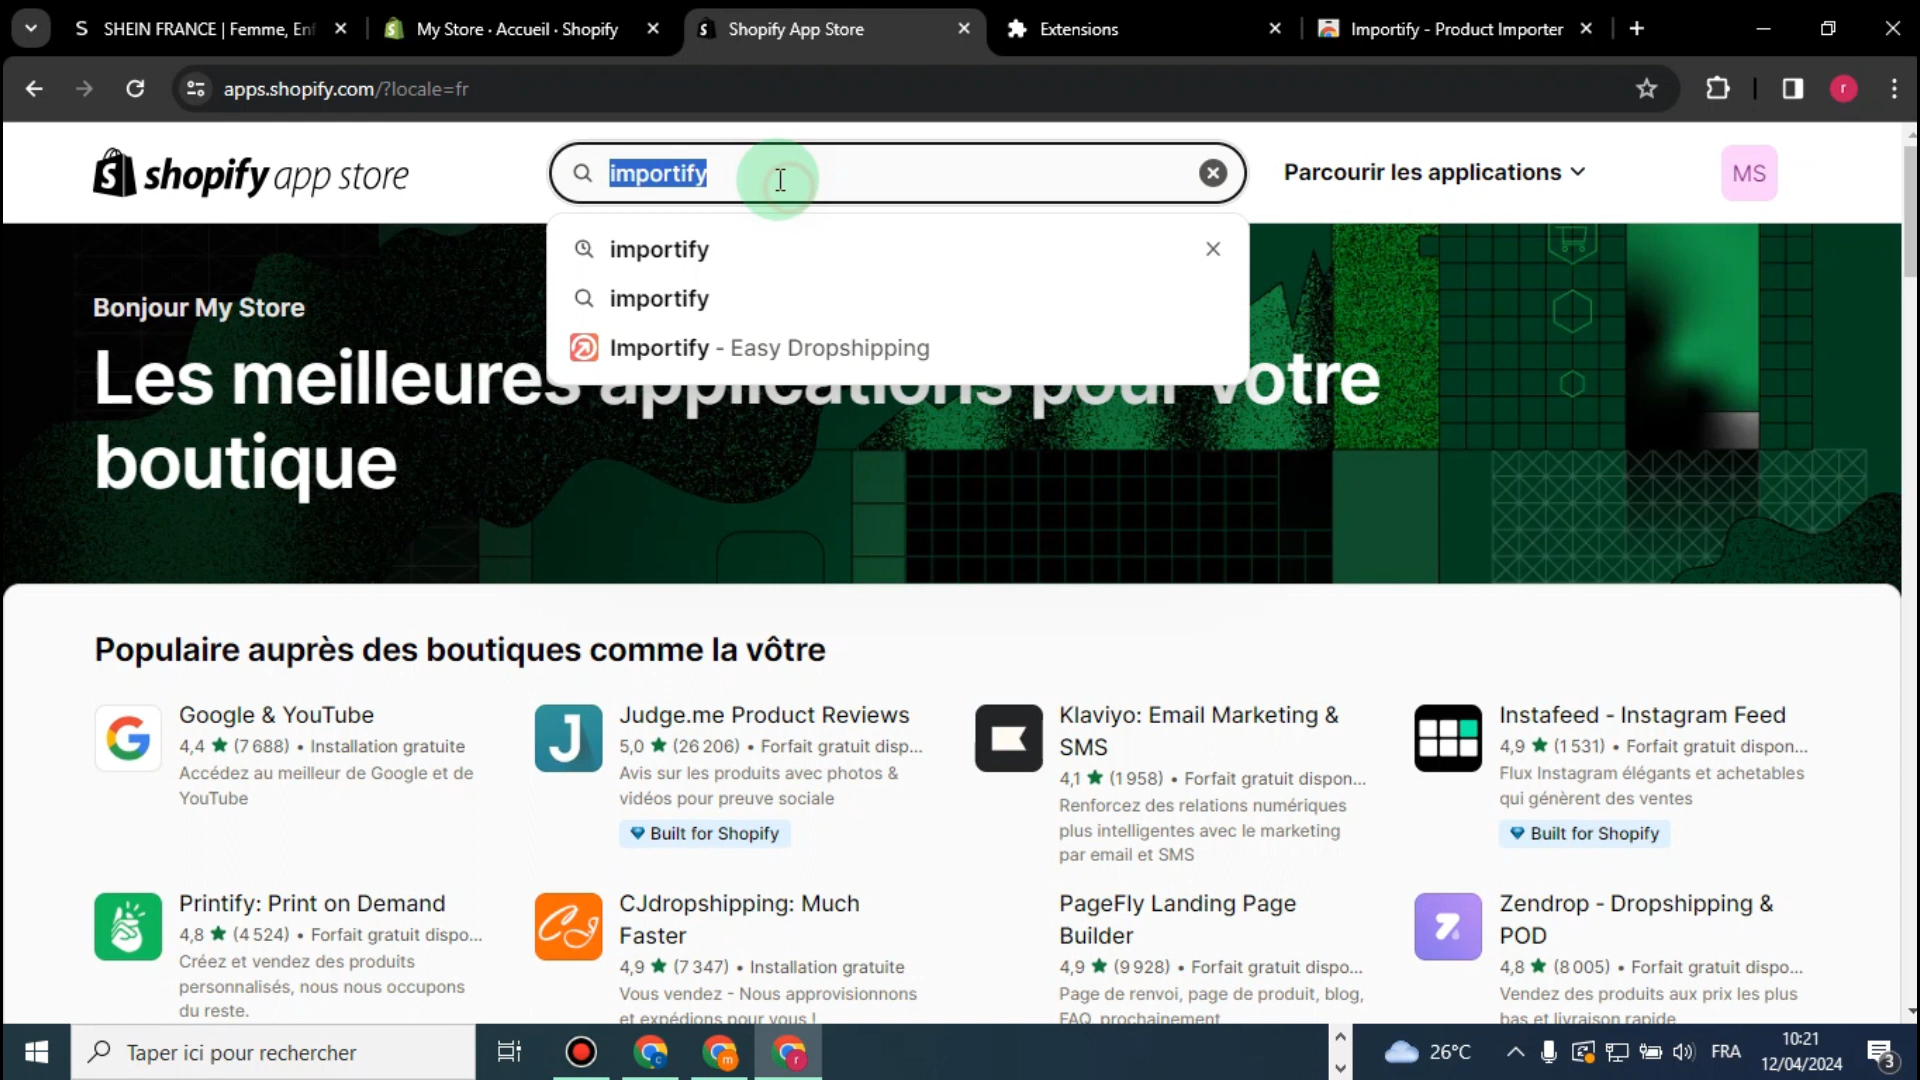 SHEIN FRANCE | Femme, Enf
My Store · Accueil · Shopify
Shopify App Store
Extensions
Importify - Product Importer
apps.shopify.com/?locale=fr
r
shopify app store
importify
Parcourir les applications
MS
importify
importify
Importify - Easy Dropshipping
Bonjour My Store
Les meilleures applications pour votre
boutique
Populaire auprès des boutiques comme la vôtre
Google & YouTube
4,4 ★ (7 688) • Installation gratuite
Accédez au meilleur de Google et de
YouTube
Judge.me Product Reviews
5,0 ★ (26 206) • Forfait gratuit disp...
Avis sur les produits avec photos &
vidéos pour preuve sociale
Built for Shopify
Klaviyo: Email Marketing &
SMS
4,1 ★ (1 958) • Forfait gratuit dispon...
Renforcez des relations numériques
plus intelligentes avec le marketing
par email et SMS
Instafeed - Instagram Feed
4,9 ★ (1 531) • Forfait gratuit dispon...
Flux Instagram élégants et achetables
qui génèrent des ventes
Built for Shopify
Printify: Print on Demand
4,8 ★ (4 524) • Forfait gratuit dispo...
Créez et vendez des produits
personnalisés, nous nous occupons
du reste.
CJdropshipping: Much
Faster
4,9 ★ (7 347) • Installation gratuite
Vous vendez - Nous approvisionnons
et expédions pour vous !
PageFly Landing Page
Builder
4,9 ★ (9 928) • Forfait gratuit dispo...
Page de renvoi, page de produit, blog,
FAQ, prochainement
Zendrop - Dropshipping &
POD
4,8 ★ (8 005) • Forfait gratuit dispo...
Vendez des produits aux prix les plus
bas et livraison rapide
Taper ici pour rechercher
26°C
FRA
10:21
12/04/2024
3